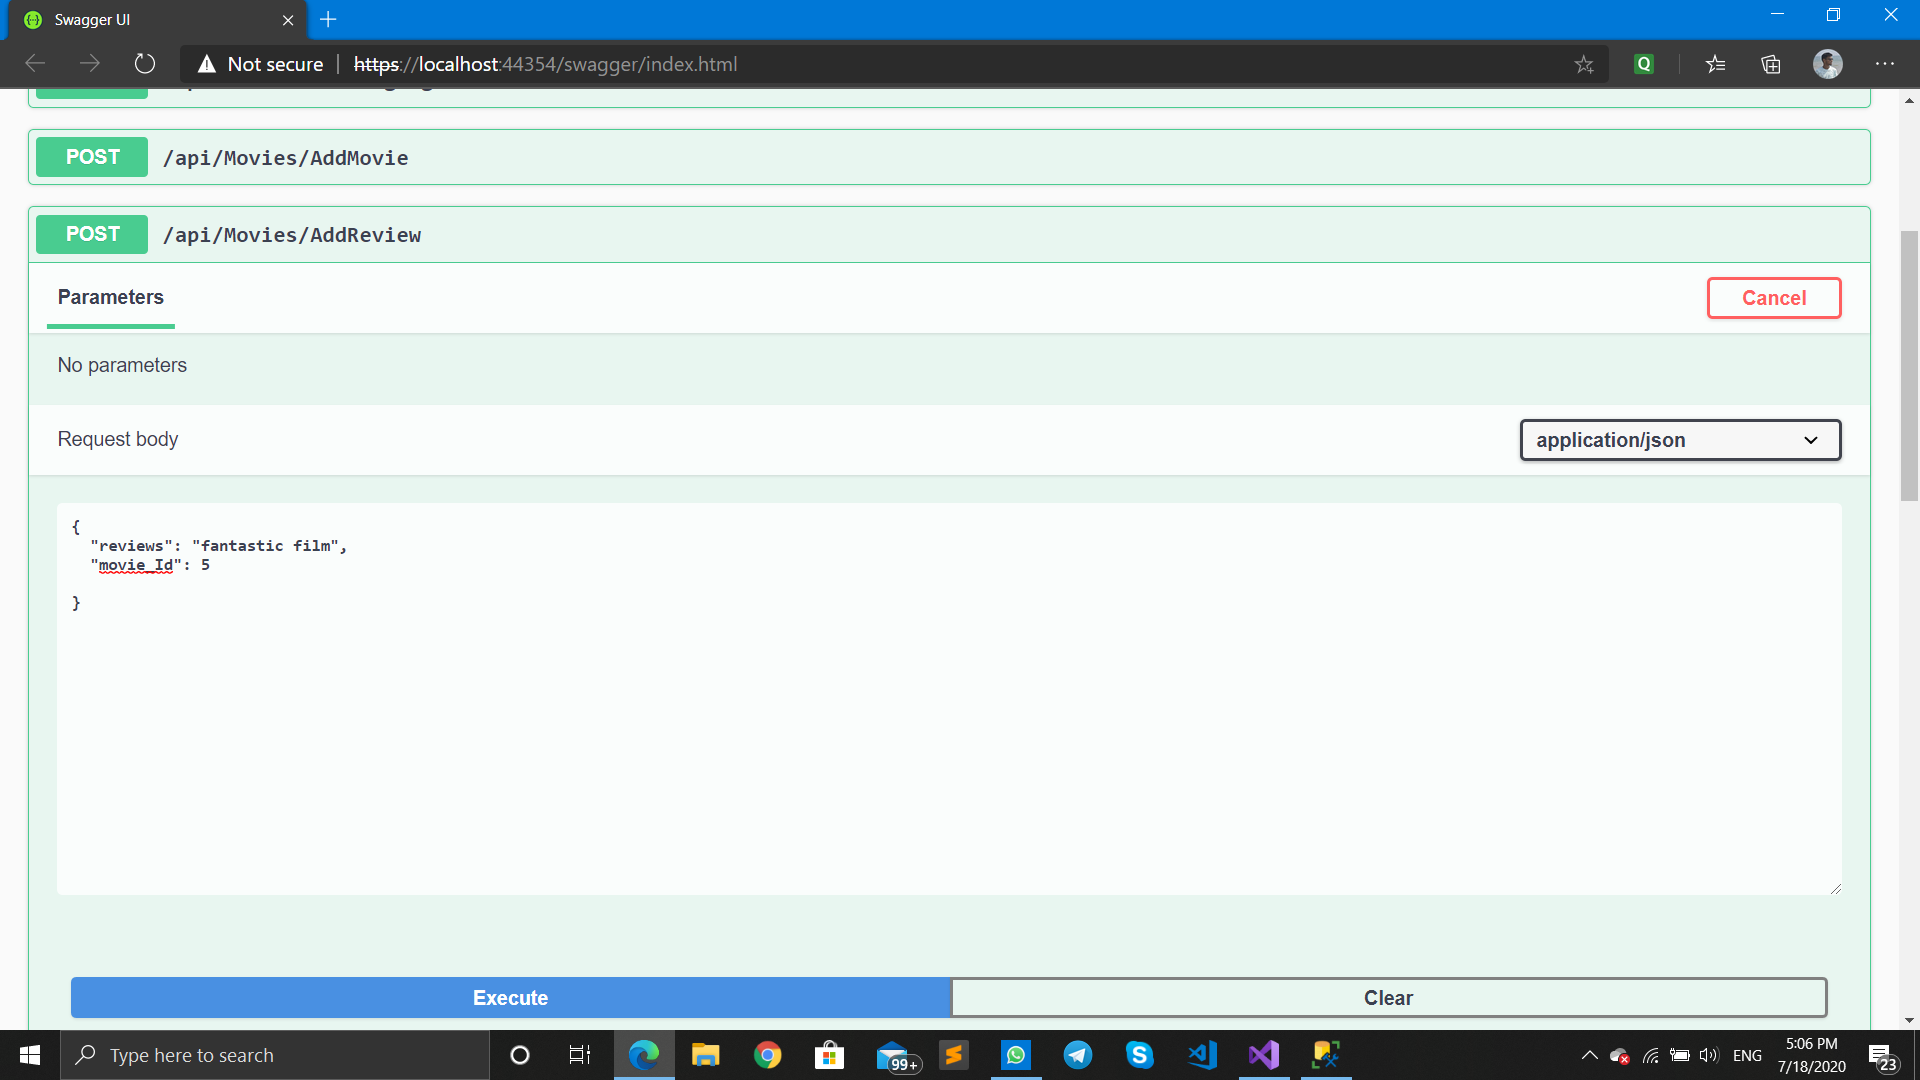 Swagger UI
Not secure
https://localhost:44354/swagger/index.html
Q
POST /api/Movies/AddMovie
POST /api/Movies/AddReview
Parameters
Cancel
No parameters
Request body
application/json
{
"reviews": "fantastic film",
"movie_Id": 5
}
Execute
Clear
Type here to search
99+
ENG
5:06 PM
7/18/2020
23